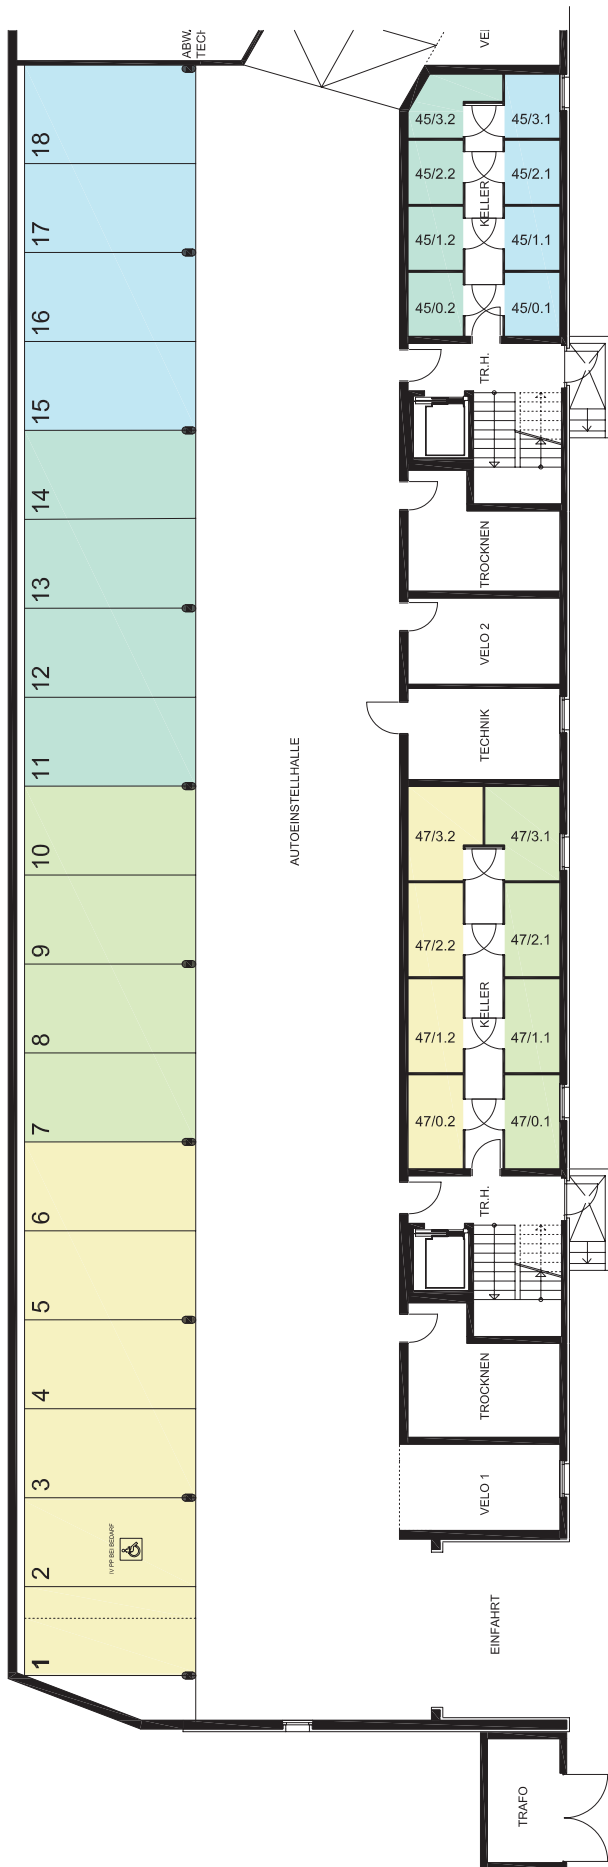 ABW.
TECH
VE
18
17
16
15
14
13
12
11
10
9
8
7
6
5
4
3
2
IV PP BEI BEDARF
1
AUTOEINSTELLHALLE
45/3.2
45/3.1
45/2.2
45/2.1
KELLER
45/1.2
45/1.1
45/0.2
45/0.1
TR.H.
TROCKNEN
VELO 2
TECHNIK
47/3.2
47/3.1
47/2.2
47/2.1
KELLER
47/1.2
47/1.1
47/0.2
47/0.1
TR.H.
TROCKNEN
VELO 1
EINFAHRT
TRAFO